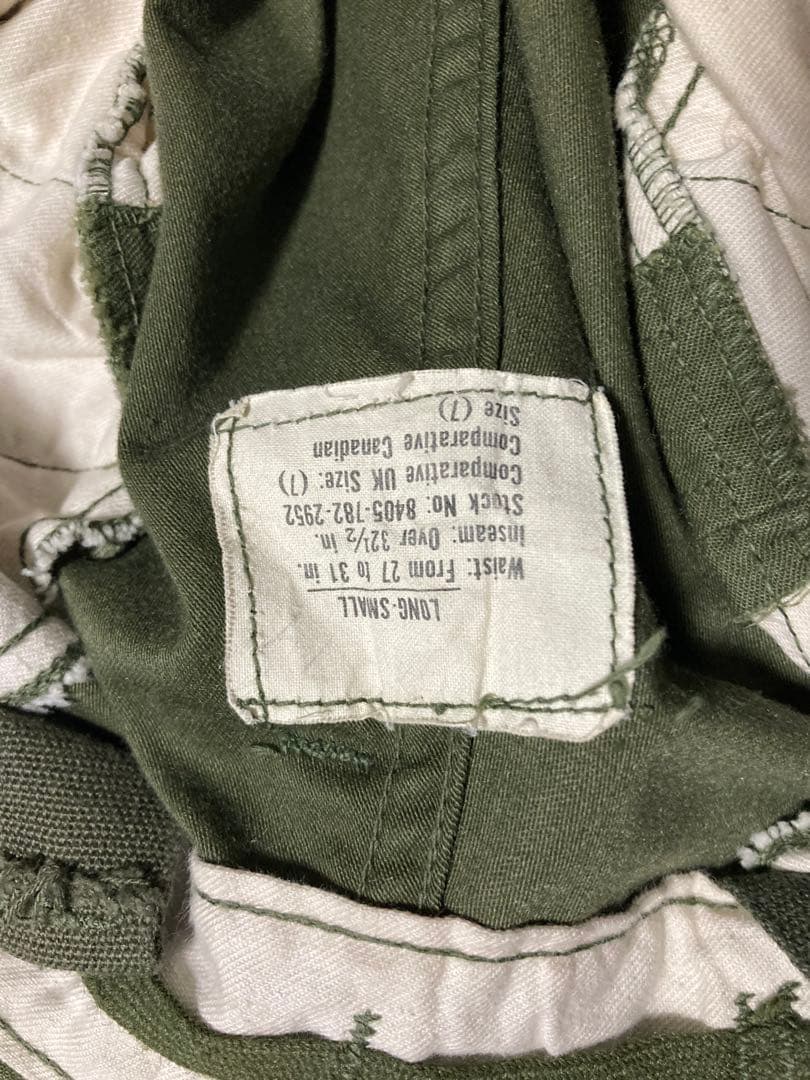 LONG-SMALL
Waist: From 27 to 31 in.
Inseam: Over 32½ in.
Stock No: 8405-782-2952
Comparative UK Size: (7)
Comparative Canadian
Size (7)